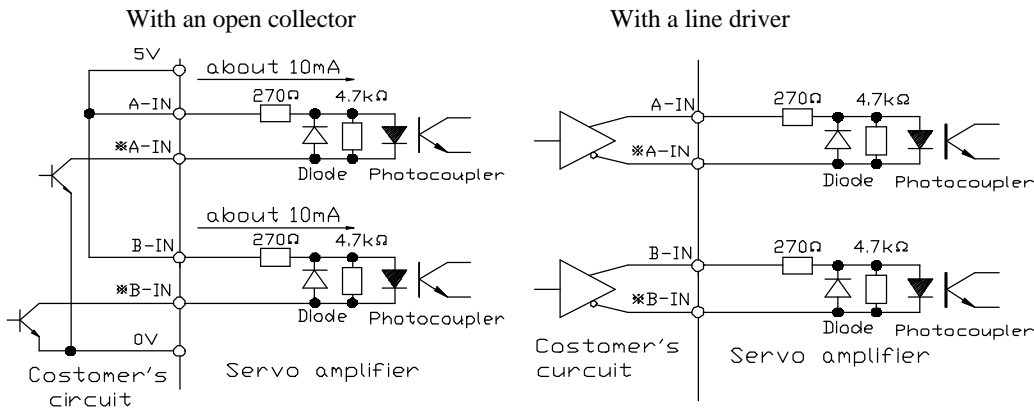 With an open collector
5V
about 10mA
A-IN
270Ω
4.7kΩ
※A-IN
Diode
Photocoupler
about 10mA
B-IN
270Ω
4.7kΩ
※B-IN
Diode
Photocoupler
0V
Costomer's
circuit
Servo amplifier
With a line driver
A-IN
270Ω
4.7kΩ
※A-IN
Diode
Photocoupler
B-IN
270Ω
4.7kΩ
※B-IN
Diode
Photocoupler
Costomer's
curcuit
Servo amplifier